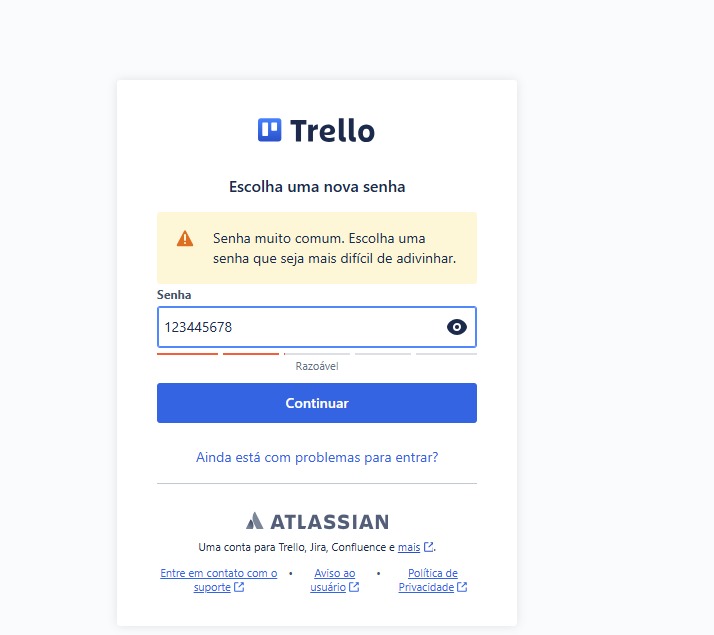 Trello
Escolha uma nova senha
Senha muito comum. Escolha uma
senha que seja mais difícil de adivinhar.
Senha
123445678
Razoável
Continuar
Ainda está com problemas para entrar?
ATLASSIAN
Uma conta para Trello, Jira, Confluence e mais.
Entre em contato com o suporte • Aviso ao usuário • Política de Privacidade